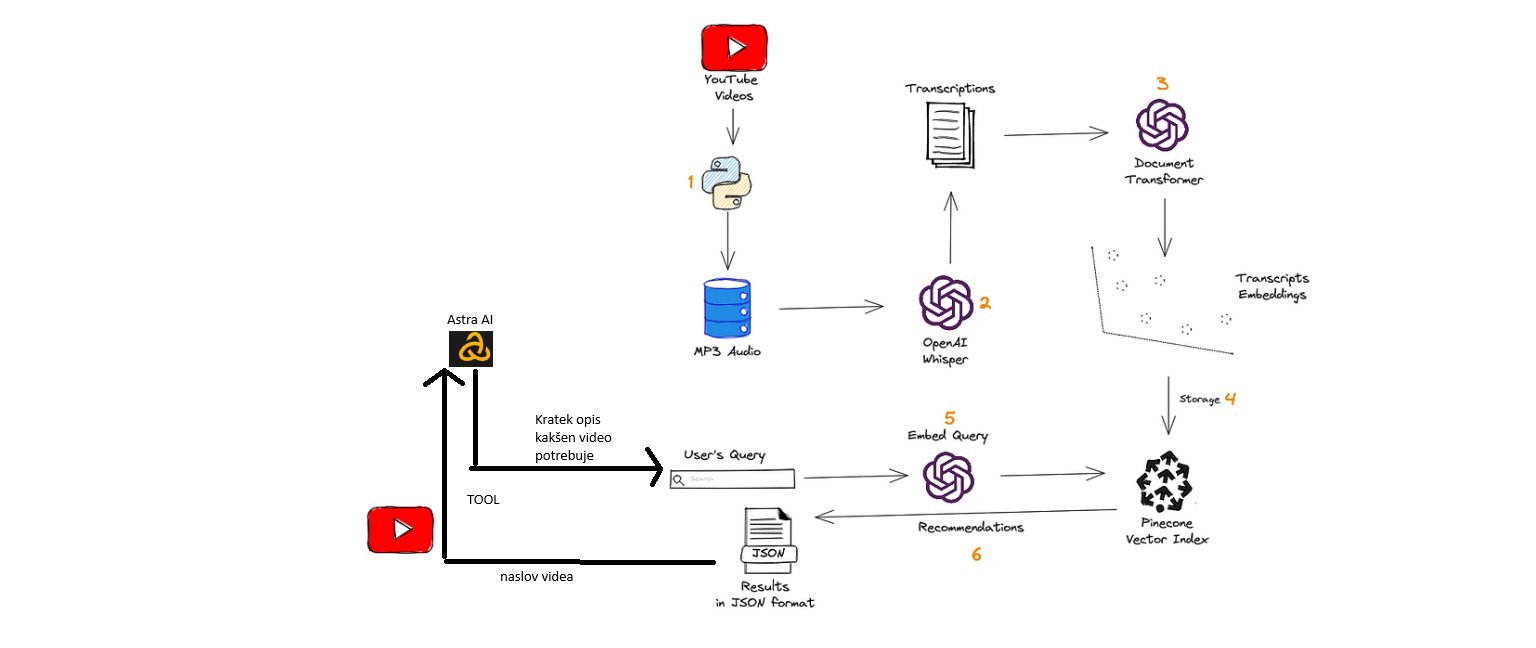 YouTube
Videos
1
MP3 Audio
2
OpenAI
Whisper
Transcriptions
3
Document
Transformer
Transcripts
Embeddings
Storage 4
Astra AI
Kratek opis
kakšen video
potrebuje
TOOL
naslov videa
User's Query
Search
5
Embed Query
Pinecone
Vector Index
Recommendations
6
JSON
Results
in JSON format